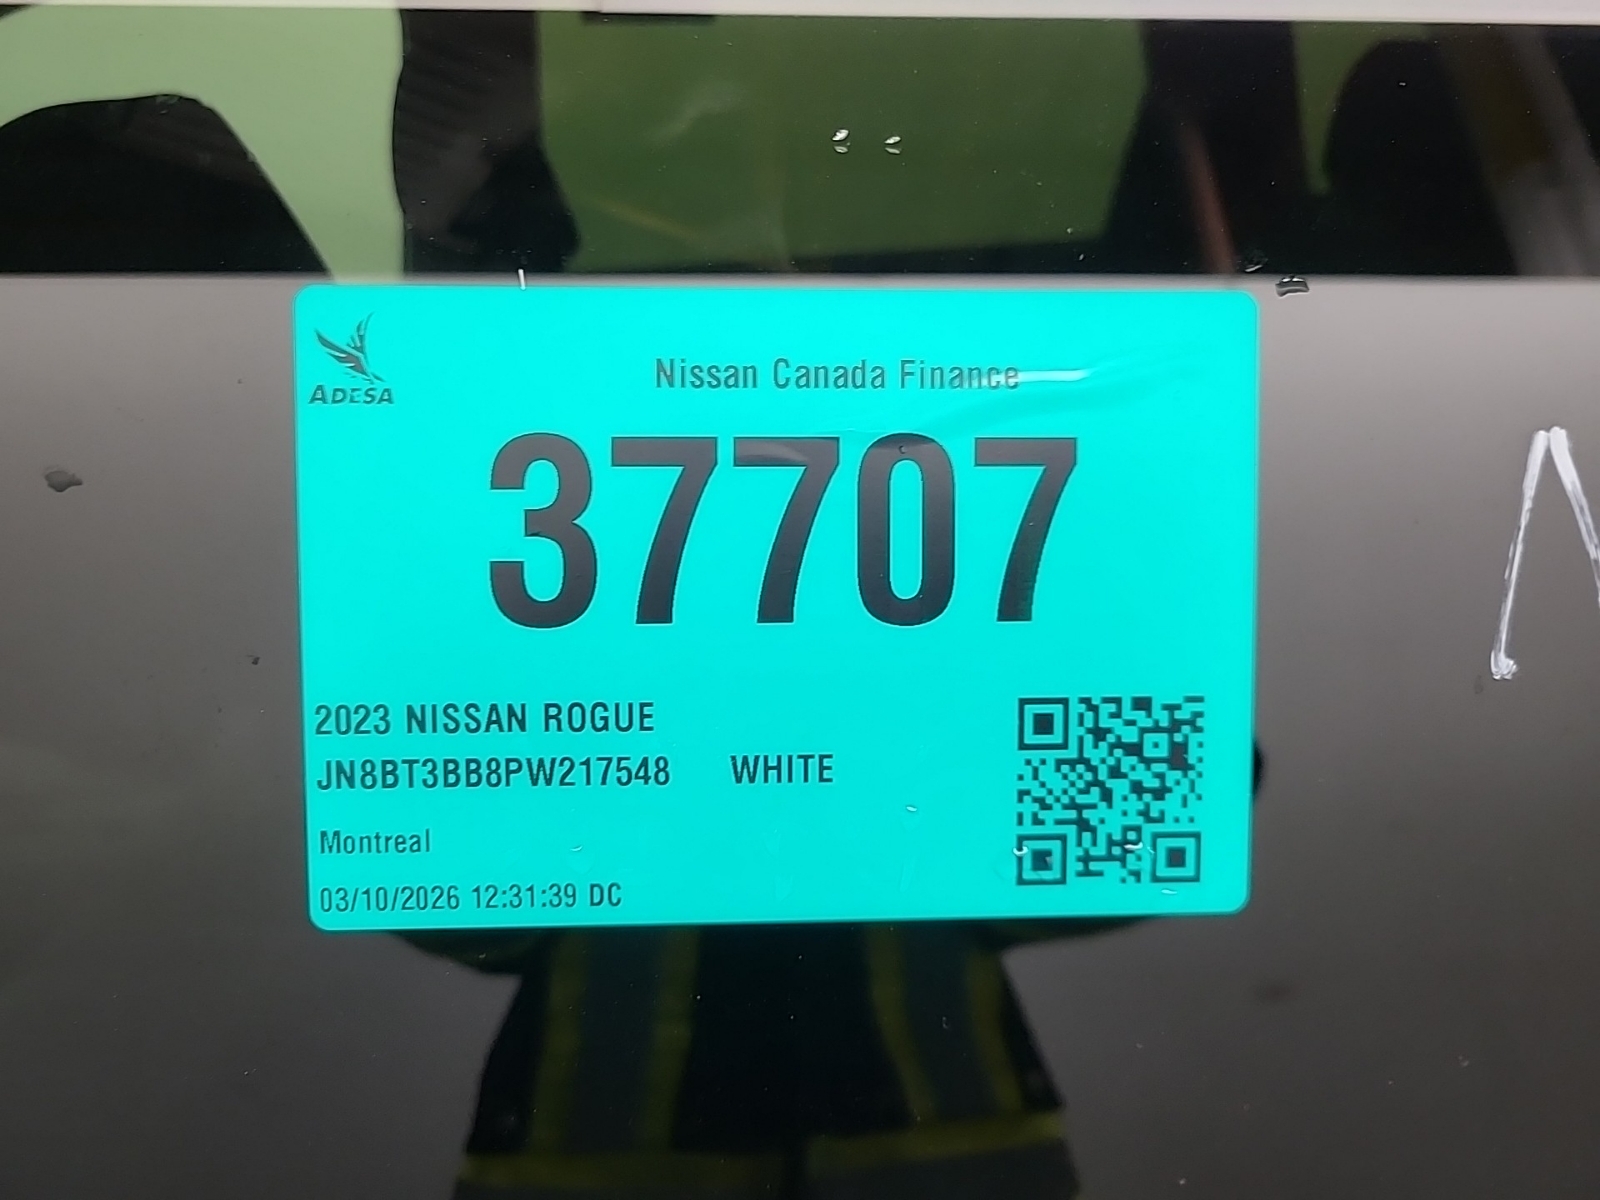 ADESA
Nissan Canada Finance
37707
2023 NISSAN ROGUE
JN8BT3BB8PW217548 WHITE
Montreal
03/10/2026 12:31:39 DC